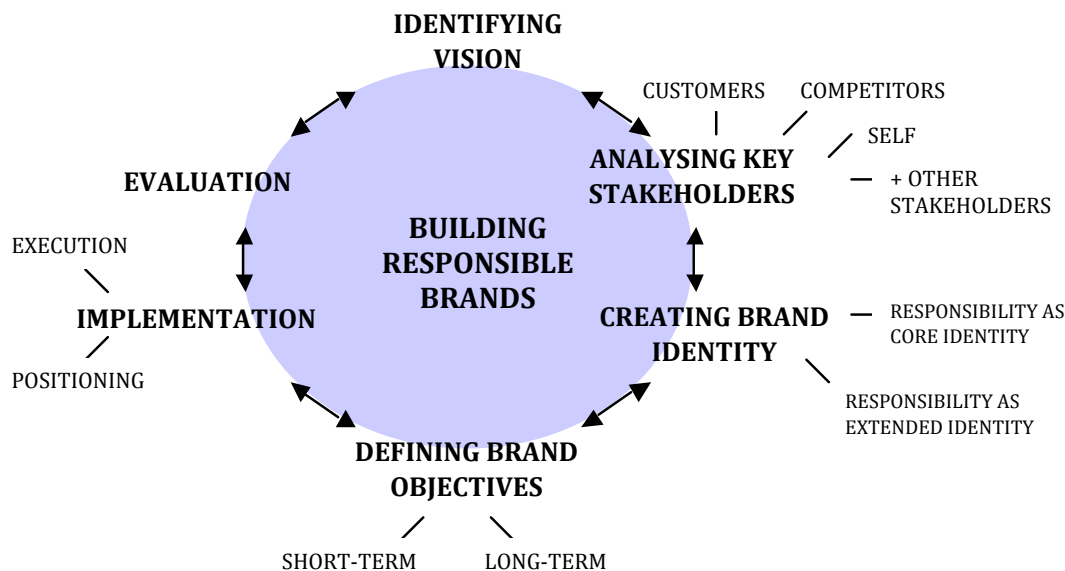 IDENTIFYING
VISION
CUSTOMERS
COMPETITORS
SELF
ANALYSING KEY
STAKEHOLDERS
+ OTHER
STAKEHOLDERS
EVALUATION
BUILDING
RESPONSIBLE
BRANDS
EXECUTION
IMPLEMENTATION
POSITIONING
CREATING BRAND
IDENTITY
RESPONSIBILITY AS
CORE IDENTITY
RESPONSIBILITY AS
EXTENDED IDENTITY
DEFINING BRAND
OBJECTIVES
SHORT-TERM
LONG-TERM